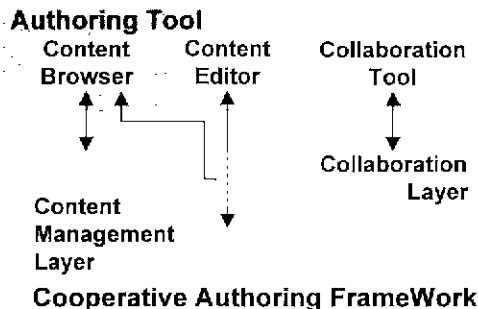 Authoring Tool
Content Browser
Content Editor
Collaboration Tool
Collaboration Layer
Content Management Layer
Cooperative Authoring FrameWork